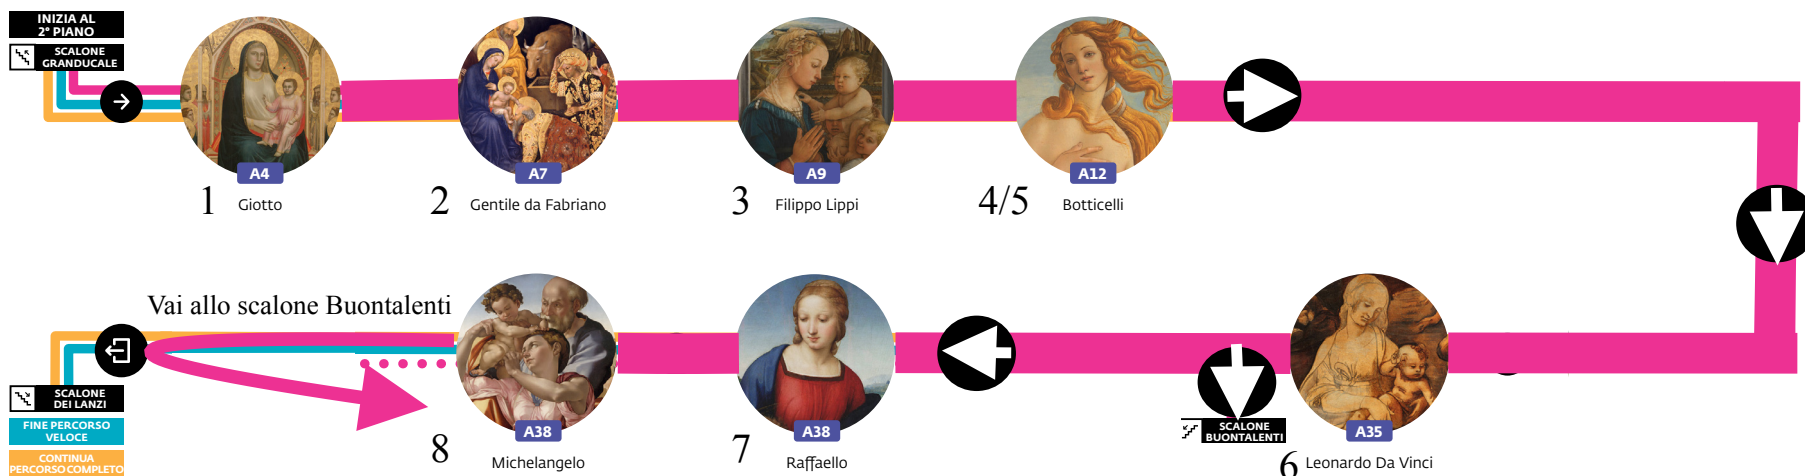 INIZIA AL
2° PIANO
SCALONE
GRANDUCALE
A4
A7
A9
A12
1 Giotto
2 Gentile da Fabriano
3 Filippo Lippi
4/5 Botticelli
Vai allo scalone Buontalenti
SCALONE
DEI LANZI
FINE PERCORSO
VELOCE
CONTINUA
PERCORSO COMPLETO
A38
8 Michelangelo
A38
7 Raffaello
SCALONE
BUONTALENTI
A35
6 Leonardo Da Vinci